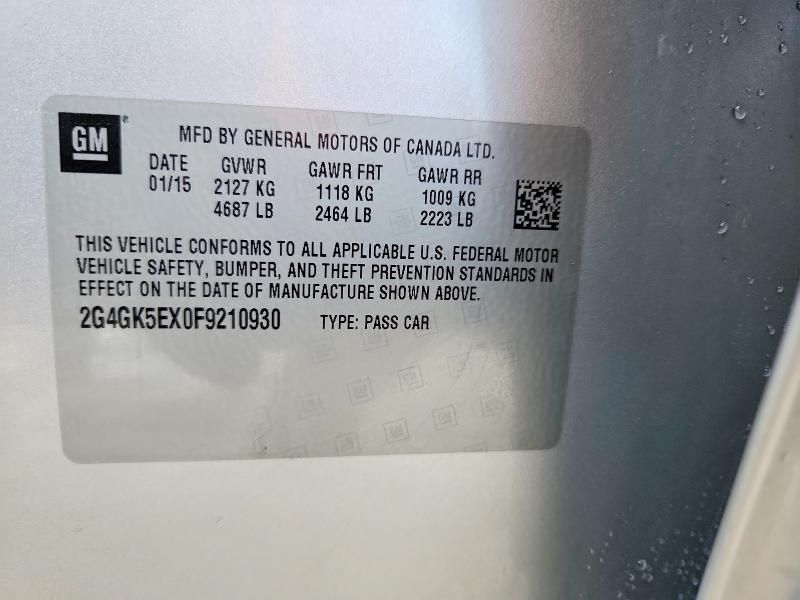 GM® MFD BY GENERAL MOTORS OF CANADA LTD.
DATE GVWR GAWR FRT GAWR RR
01/15 2127 KG 1118 KG 1009 KG
4687 LB 2464 LB 2223 LB
THIS VEHICLE CONFORMS TO ALL APPLICABLE U.S. FEDERAL MOTOR
VEHICLE SAFETY, BUMPER, AND THEFT PREVENTION STANDARDS IN
EFFECT ON THE DATE OF MANUFACTURE SHOWN ABOVE.
2G4GK5EX0F9210930 TYPE: PASS CAR